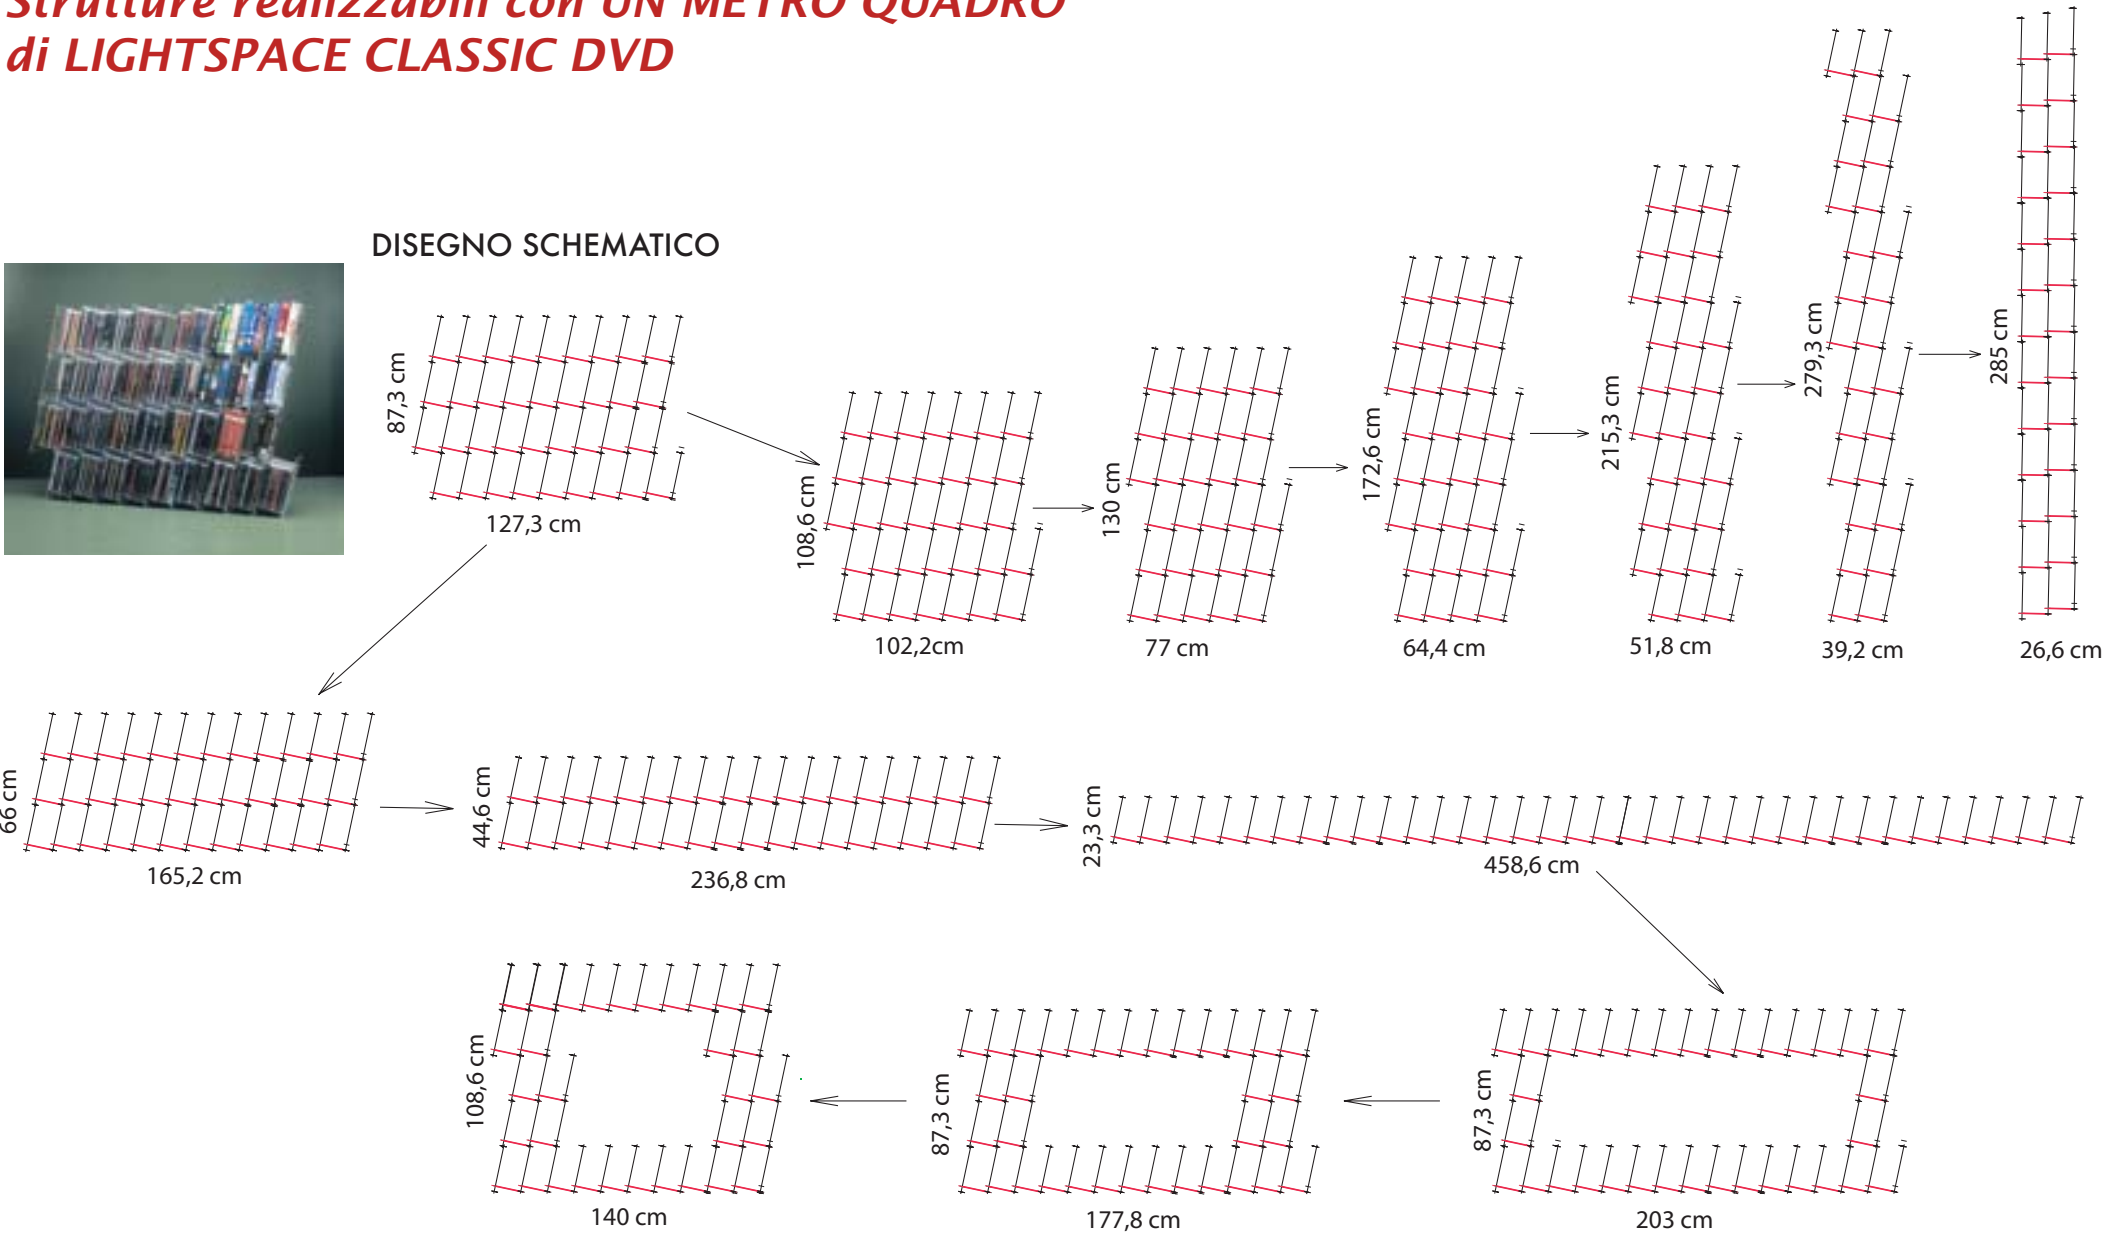 Strutture realizzabili con UN METRO QUADRO
di LIGHTSPACE CLASSIC DVD
DISEGNO SCHEMATICO
87,3 cm
127,3 cm
108,6 cm
102,2cm
130 cm
77 cm
172,6 cm
64,4 cm
215,3 cm
51,8 cm
279,3 cm
39,2 cm
285 cm
26,6 cm
66 cm
165,2 cm
44,6 cm
236,8 cm
23,3 cm
458,6 cm
108,6 cm
140 cm
87,3 cm
177,8 cm
87,3 cm
203 cm